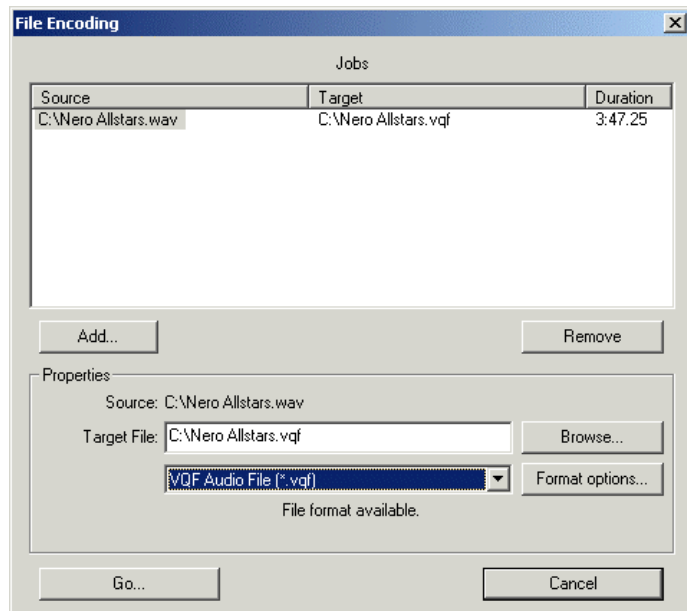 File Encoding
Jobs
Source Target Duration
C:\Nero Allstars.wav C:\Nero Allstars.vqf 3:47.25
Add... Remove
Properties
Source: C:\Nero Allstars.wav
Target File: C:\Nero Allstars.vqf Browse...
VQF Audio File (*.vqf) Format options...
File format available.
Go... Cancel